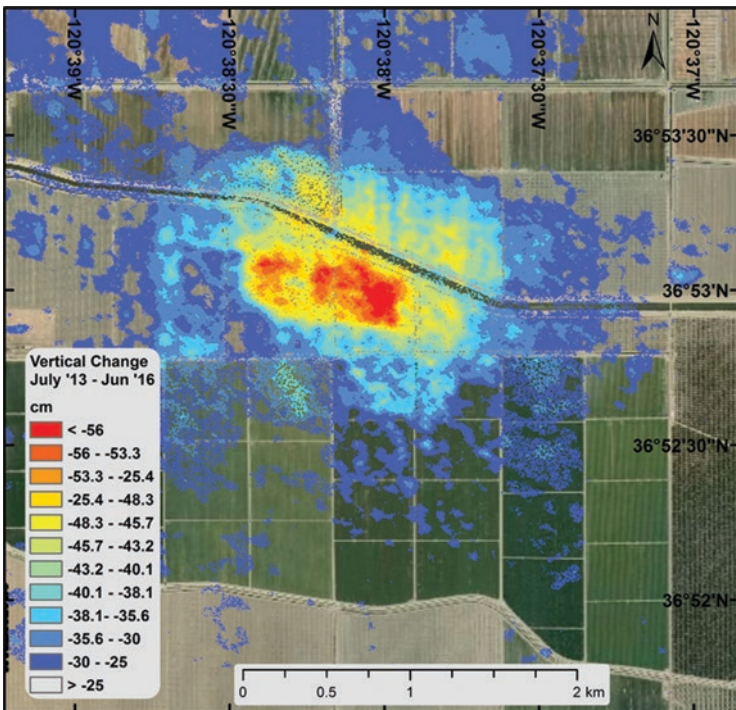 120°39'W
120°38'30"W
120°38'W
120°37'30"W
120°37'W
N
36°53'30"N
36°53'N
36°52'30"N
36°52'N
Vertical Change
July '13 - Jun '16
cm
< -56
-56 - -53.3
-53.3 - -25.4
-25.4 - -48.3
-48.3 - -45.7
-45.7 - -43.2
-43.2 - -40.1
-40.1 - -38.1
-38.1 - -35.6
-35.6 - -30
-30 - -25
> -25
0 0.5 1 2 km